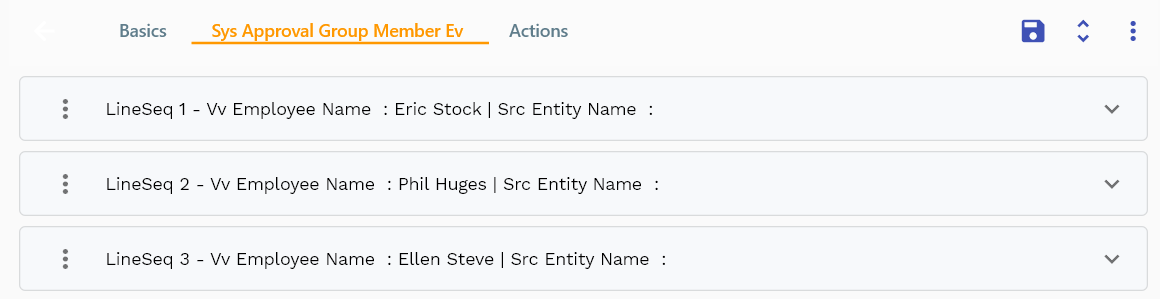 Basics Sys Approval Group Member Ev Actions
LineSeq 1 - Vv Employee Name : Eric Stock | Src Entity Name :
LineSeq 2 - Vv Employee Name : Phil Huges | Src Entity Name :
LineSeq 3 - Vv Employee Name : Ellen Steve | Src Entity Name :